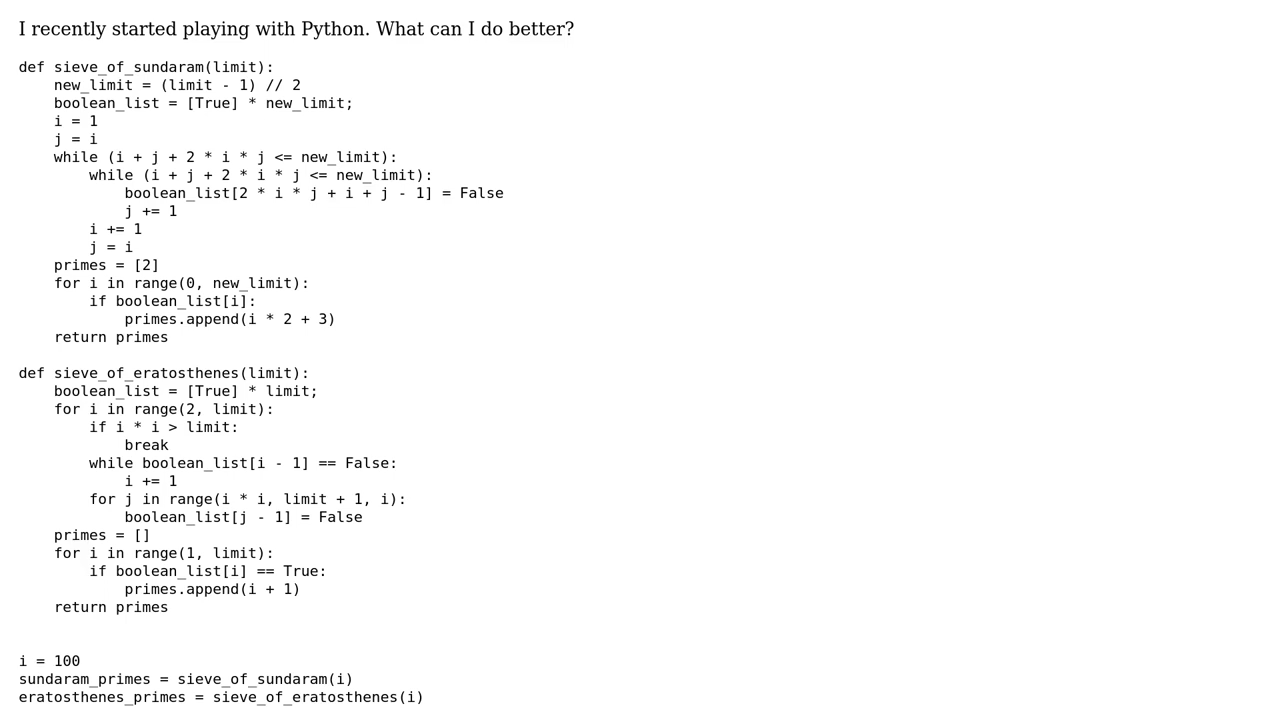 I recently started playing with Python. What can I do better?
def sieve_of_sundaram(limit):
    new_limit = (limit - 1) // 2
    boolean_list = [True] * new_limit;
    i = 1
    j = i
    while (i + j + 2 * i * j <= new_limit):
        while (i + j + 2 * i * j <= new_limit):
            boolean_list[2 * i * j + i + j - 1] = False
            j += 1
        i += 1
        j = i
    primes = [2]
    for i in range(0, new_limit):
        if boolean_list[i]:
            primes.append(i * 2 + 3)
    return primes

def sieve_of_eratosthenes(limit):
    boolean_list = [True] * limit;
    for i in range(2, limit):
        if i * i > limit:
            break
        while boolean_list[i - 1] == False:
            i += 1
        for j in range(i * i, limit + 1, i):
            boolean_list[j - 1] = False
    primes = []
    for i in range(1, limit):
        if boolean_list[i] == True:
            primes.append(i + 1)
    return primes


i = 100
sundaram_primes = sieve_of_sundaram(i)
eratosthenes_primes = sieve_of_eratosthenes(i)